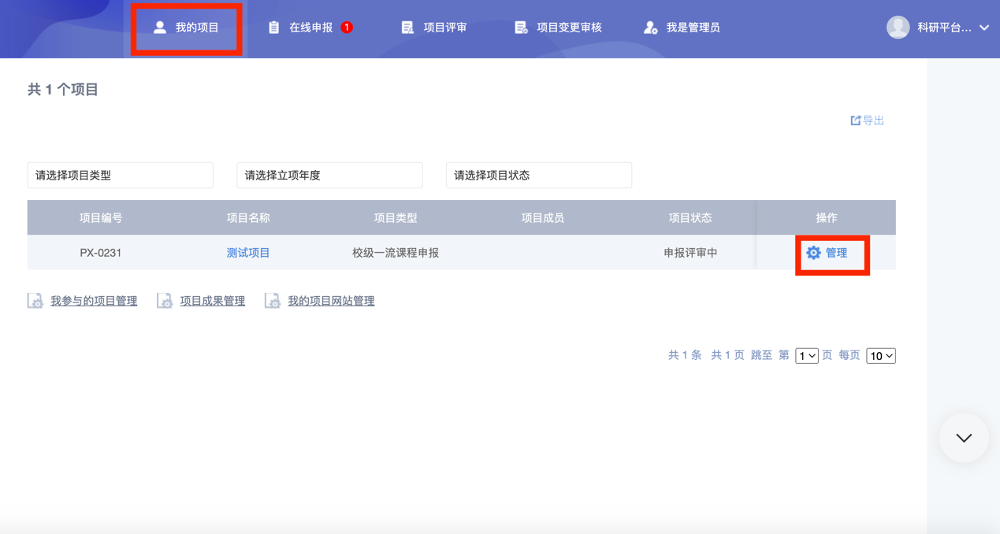 我的项目 在线申报 1 项目评审 项目变更审核 我是管理员 科研平台...
共 1 个项目
导出
请选择项目类型 请选择立项年度 请选择项目状态
项目编号 项目名称 项目类型 项目成员 项目状态 操作
PX-0231 测试项目 校级一流课程申报 申报评审中 管理
我参与的项目管理 项目成果管理 我的项目网站管理
共 1 条 共 1 页 跳至 第 1 页 每页 10